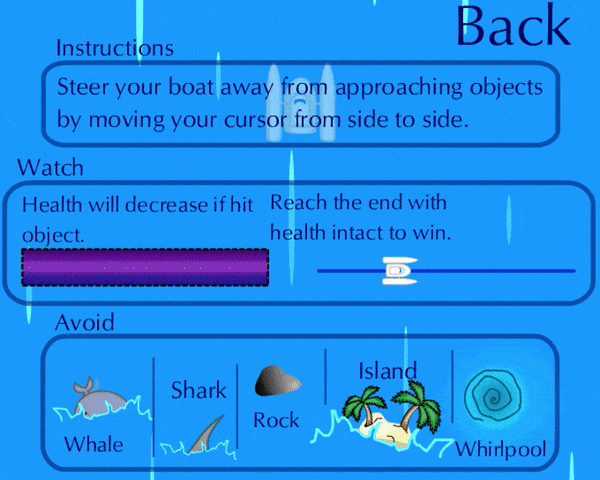 Back
Instructions
Steer your boat away from approaching objects
by moving your cursor from side to side.
Watch
Health will decrease if hit
object.
Reach the end with
health intact to win.
Avoid
Whale
Shark
Rock
Island
Whirlpool